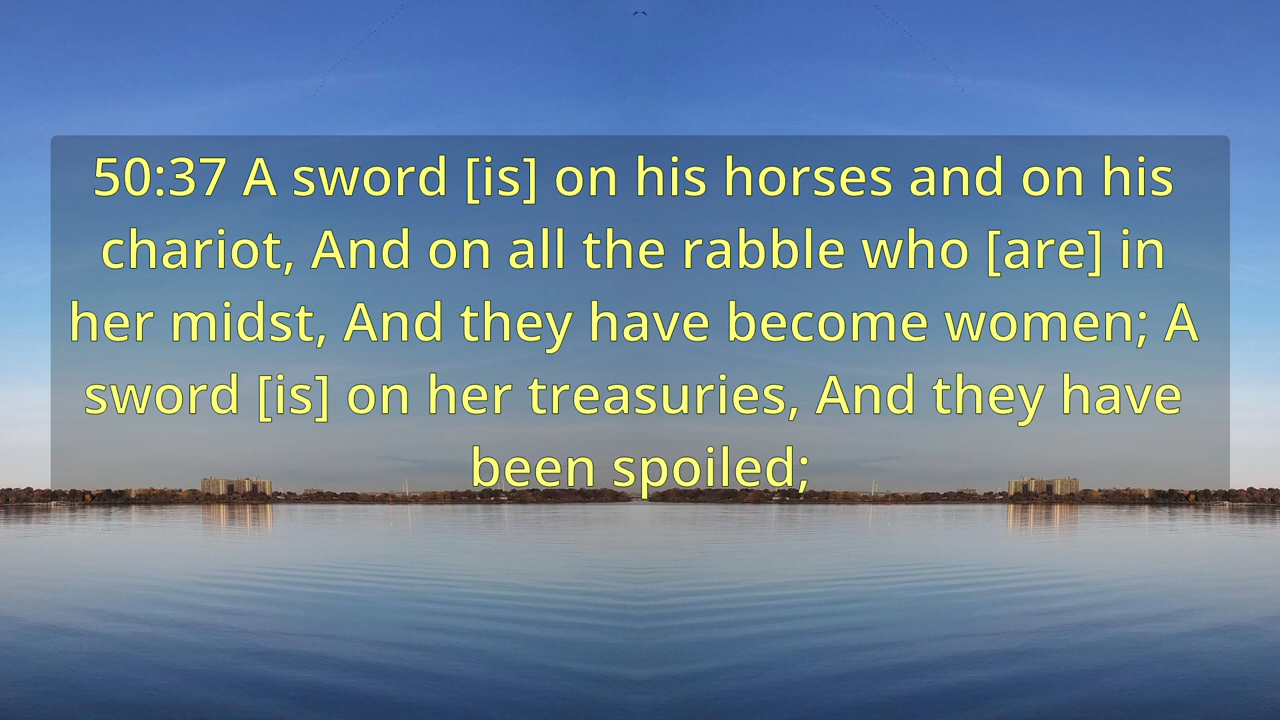 50:37 A sword [is] on his horses and on his
chariot, And on all the rabble who [are] in
her midst, And they have become women; A
sword [is] on her treasuries, And they have
been spoiled;